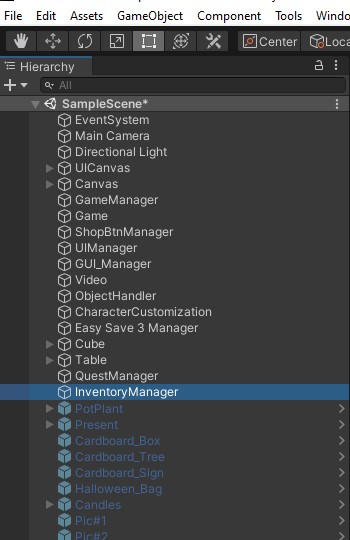 File Edit Assets GameObject Component Tools Windo
Center Loca
Hierarchy
All
SampleScene*
EventSystem
Main Camera
Directional Light
UICanvas
Canvas
GameManager
Game
ShopBtnManager
UIManager
GUI_Manager
Video
ObjectHandler
CharacterCustomization
Easy Save 3 Manager
Cube
Table
QuestManager
InventoryManager
PotPlant
Present
Cardboard_Box
Cardboard_Tree
Cardboard_Sign
Halloween_Bag
Candles
Pic#1
Pic#2